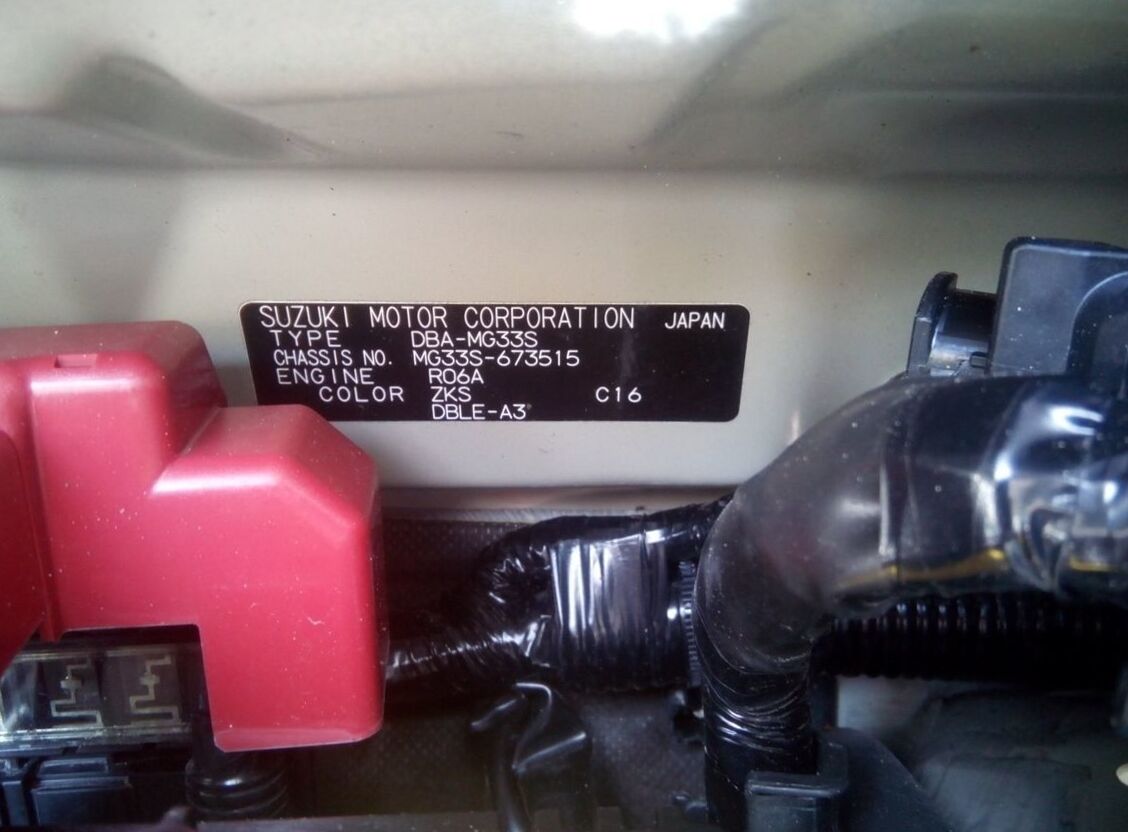 SUZUKI MOTOR CORPORATION JAPAN
TYPE DBA-MG33S
CHASSIS NO. MG33S-673515
ENGINE R06A
COLOR ZKS C16
DBLE-A3